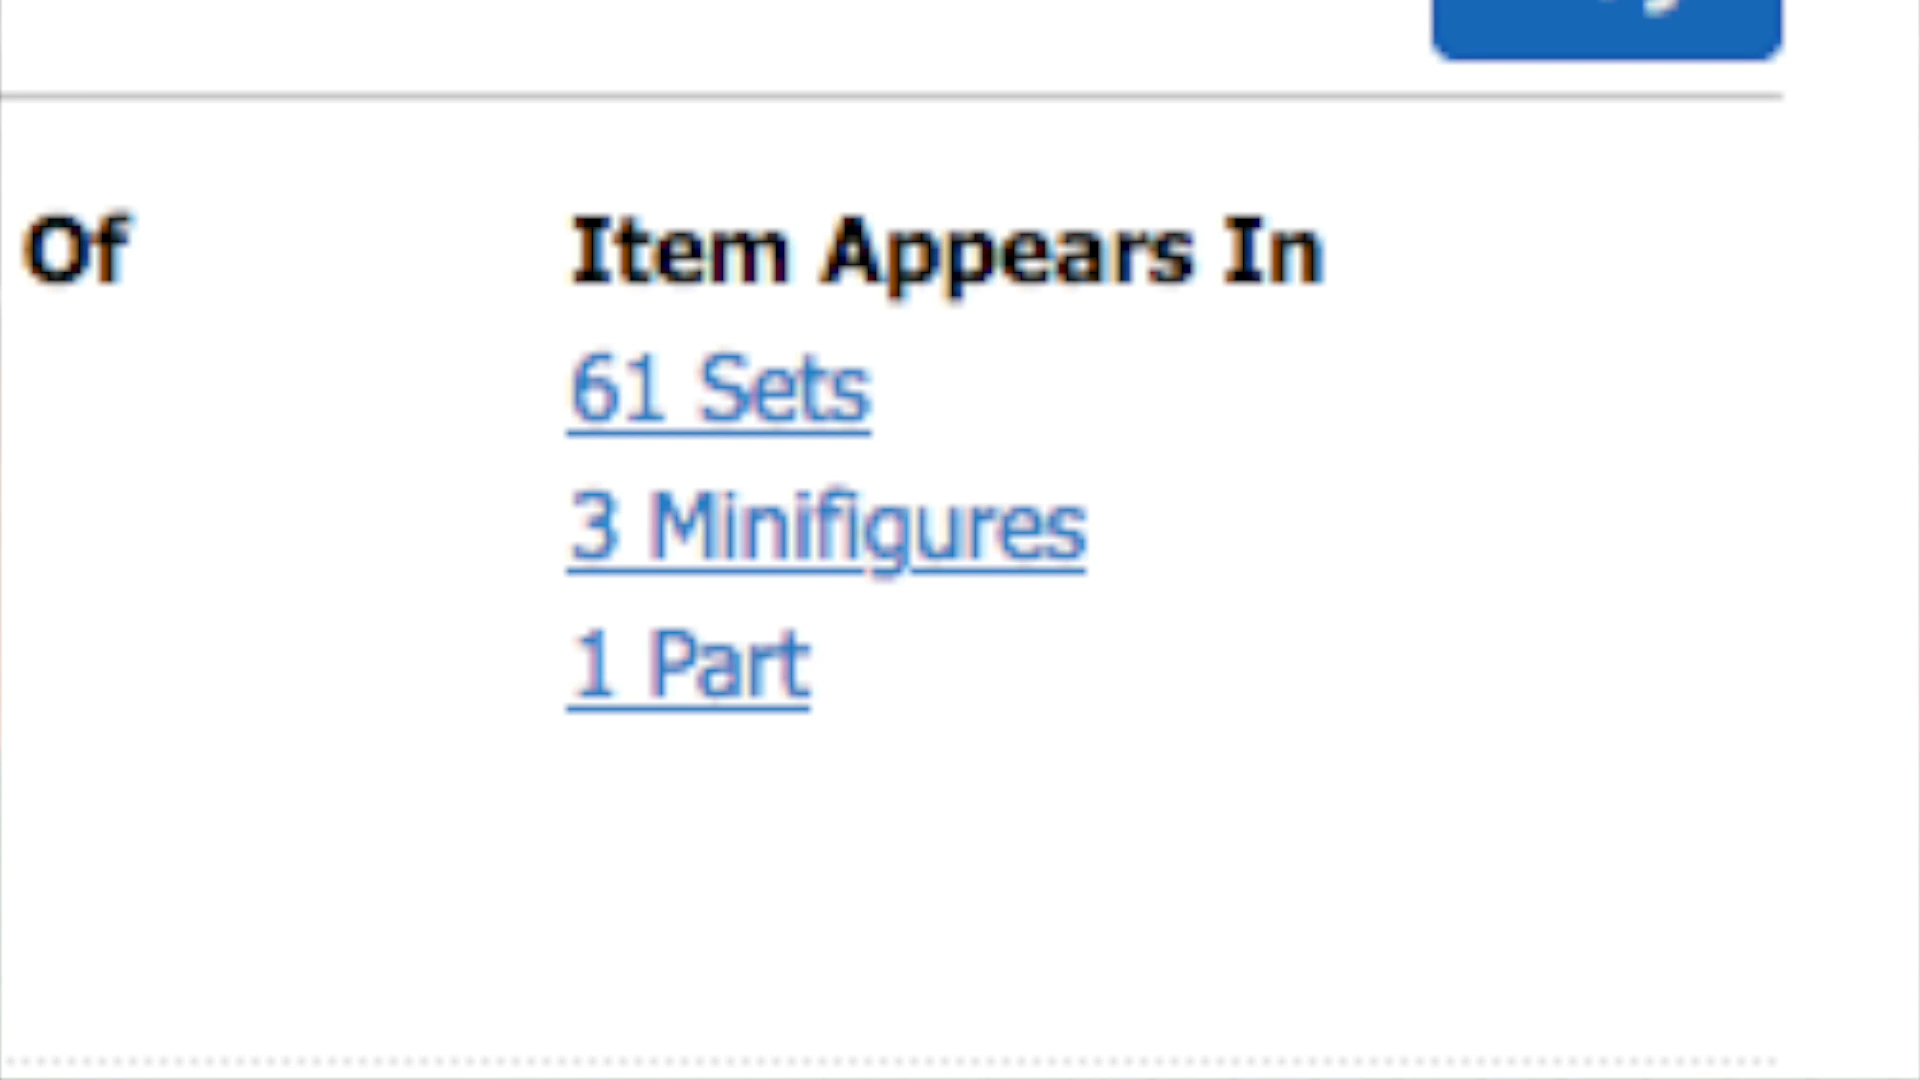 Of
Item Appears In
61 Sets
3 Minifigures
1 Part